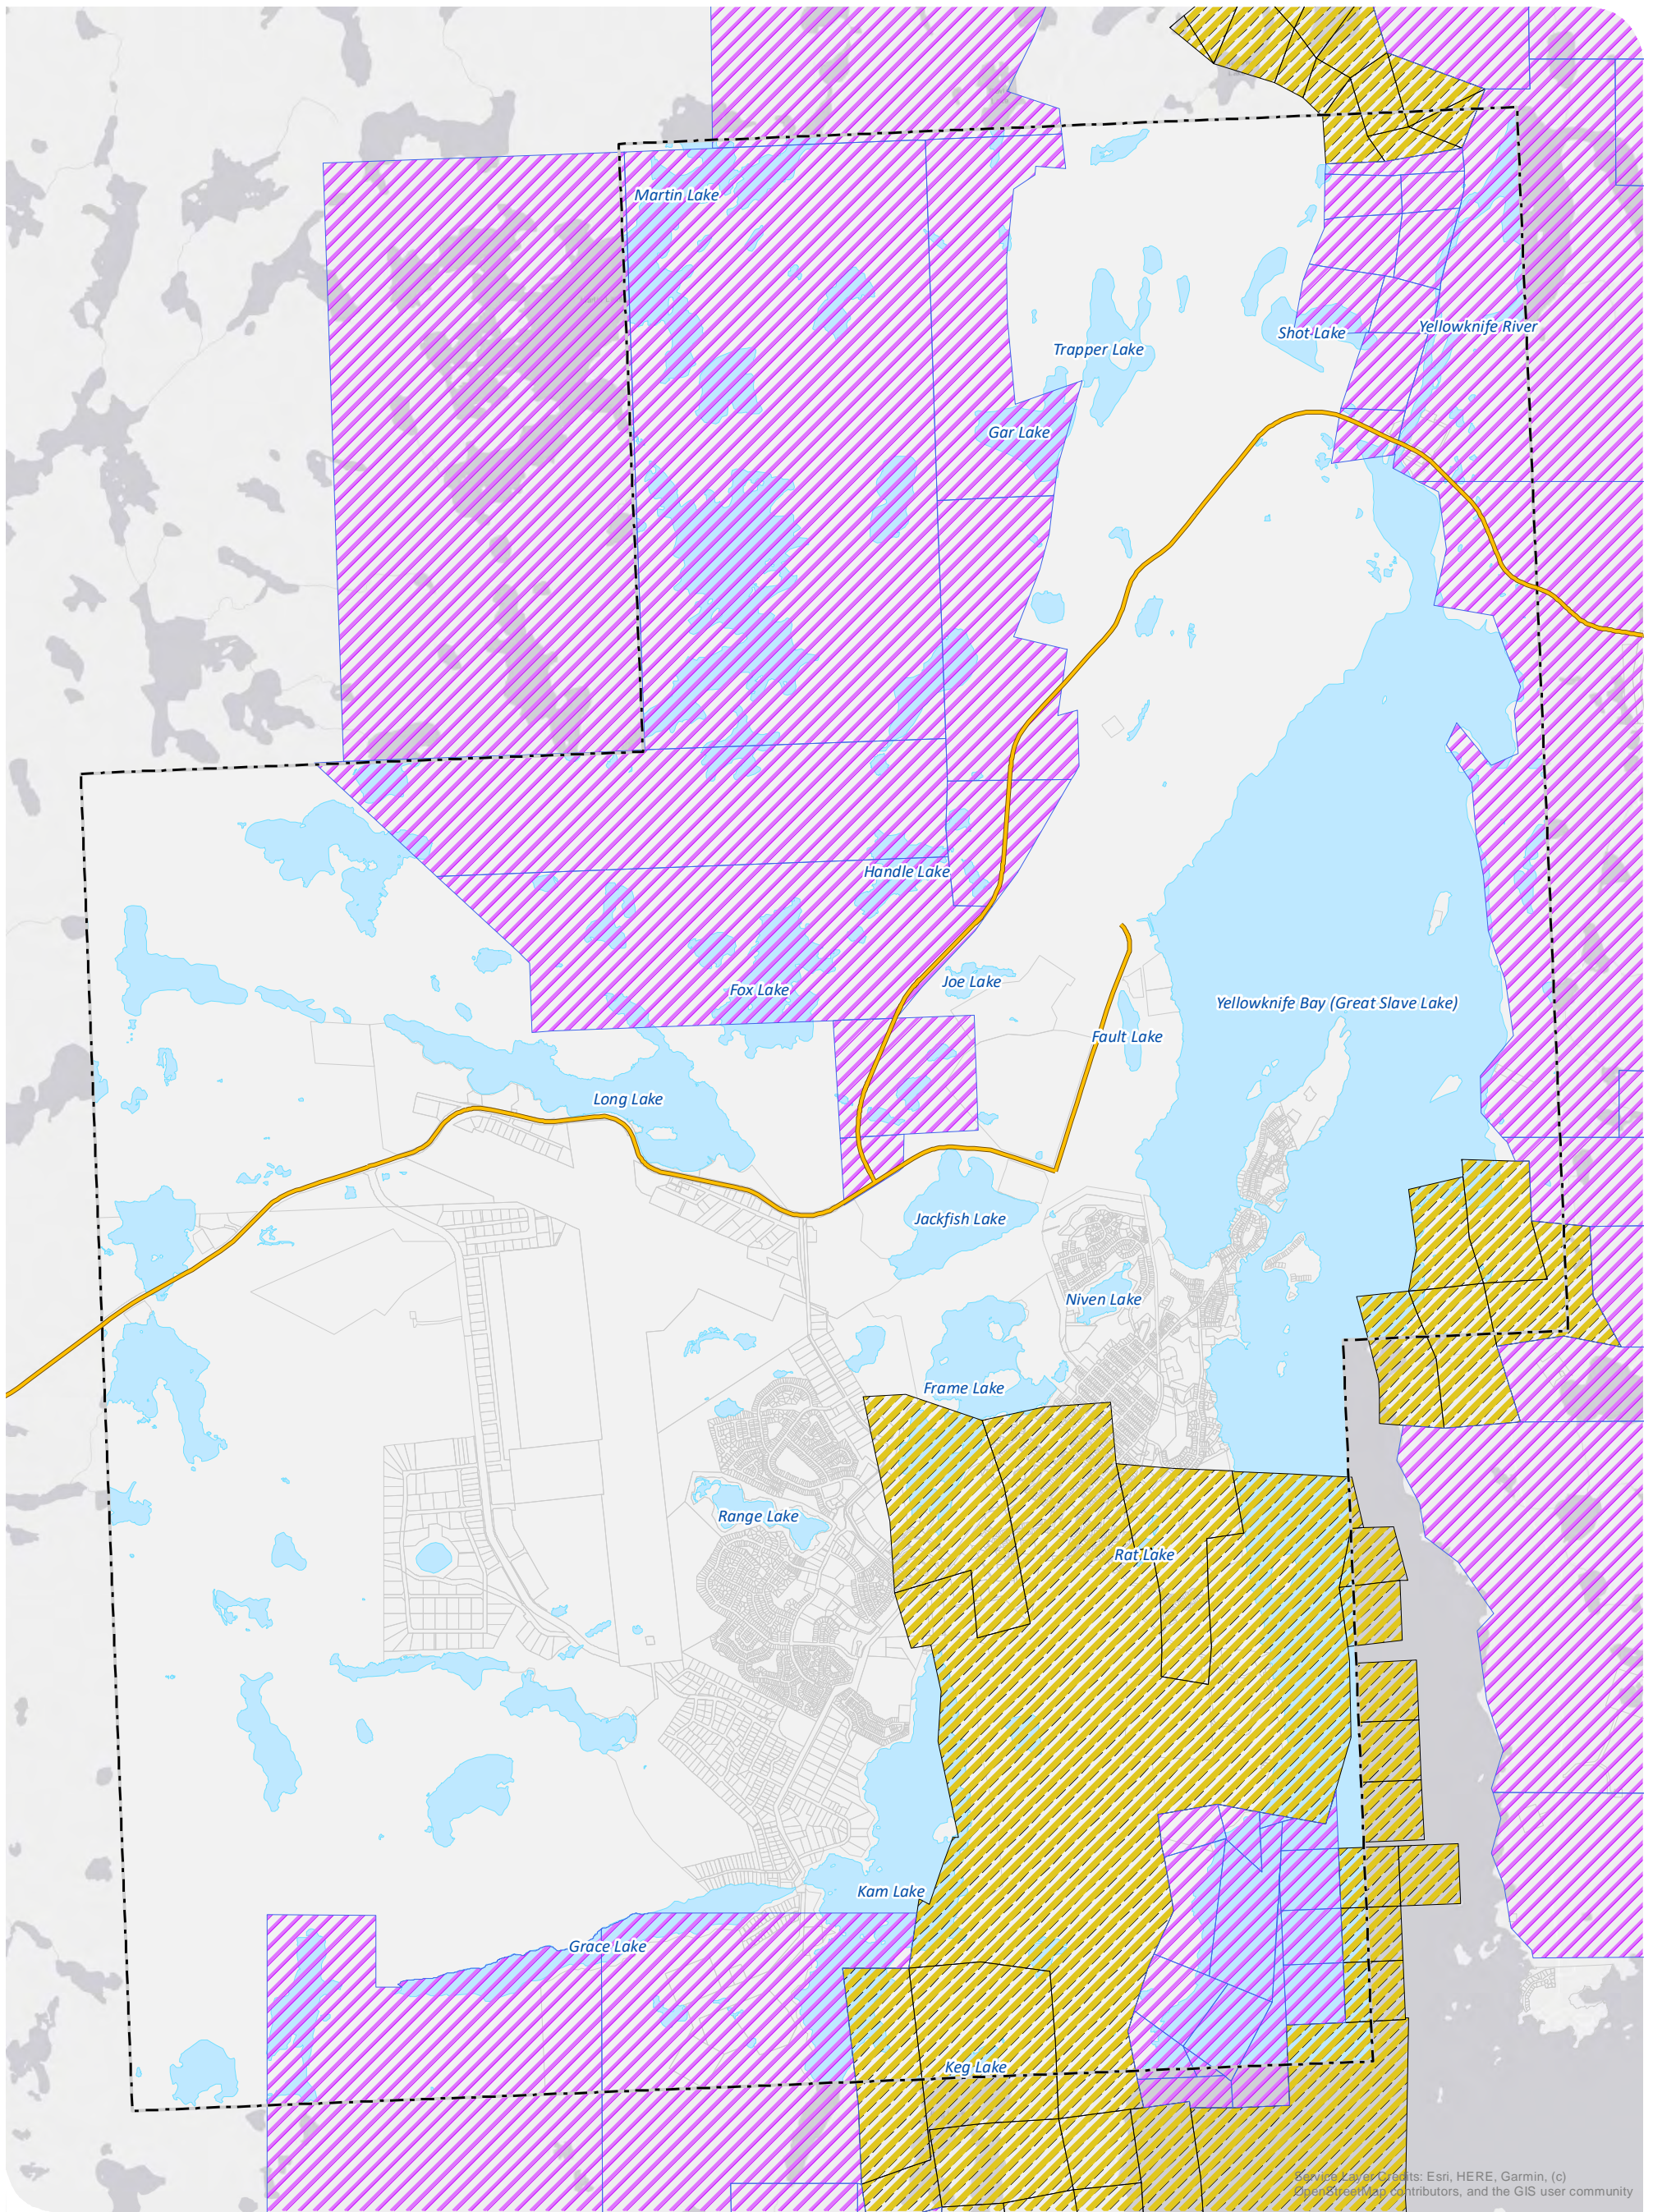 Martin Lake
Shot Lake
Yellowknife River
Trapper Lake
Gar Lake
Handle Lake
Joe Lake
Fox Lake
Yellowknife Bay (Great Slave Lake)
Fault Lake
Long Lake
Jackfish Lake
Niven Lake
Frame Lake
Range Lake
Rat Lake
Kam Lake
Grace Lake
Keg Lake
Service Layer Credits: Esri, HERE, Garmin, (c)
OpenStreetMap contributors, and the GIS user community